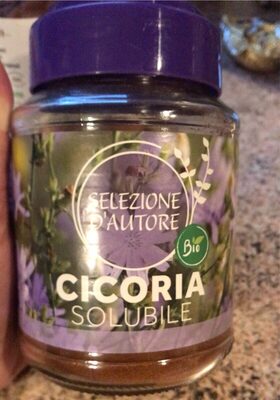 SELEZIONE
D'AUTORE
Bio
CICORIA
SOLUBILE